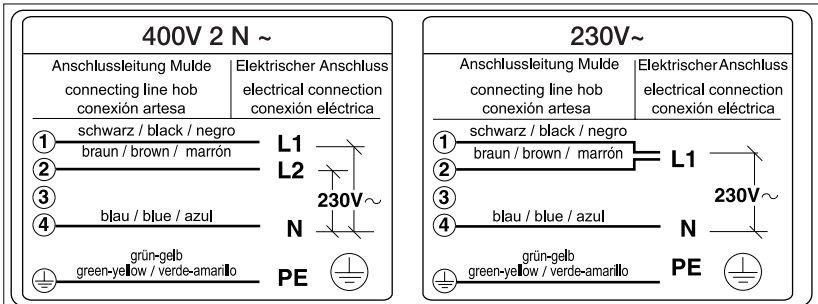 400V 2 N ~
Anschlussleitung Mulde
Elektrischer Anschluss
connecting line hob
electrical connection
conexión artesa
conexión eléctrica
1
schwarz / black / negro
L1
braun / brown / marrón
2
L2
3
230V~
4
blau / blue / azul
N
grün-gelb
green-yellow / verde-amarillo
PE
230V~
Anschlussleitung Mulde
Elektrischer Anschluss
connecting line hob
electrical connection
conexión artesa
conexión eléctrica
1
schwarz / black / negro
braun / brown / marrón
L1
2
3
230V~
4
blau / blue / azul
N
grün-gelb
green-yellow / verde-amarillo
PE